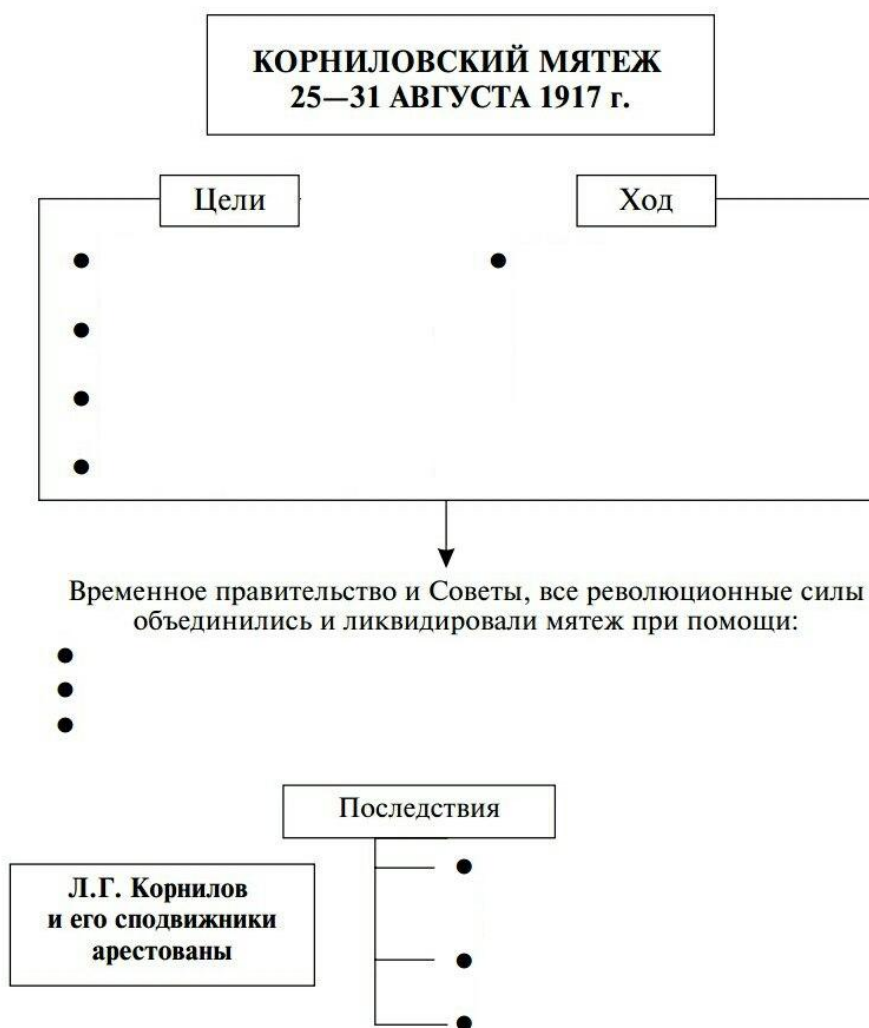 КОРНИЛОВСКИЙ МЯТЕЖ
25—31 АВГУСТА 1917 г.
Цели
Ход
Временное правительство и Советы, все революционные силы
объединились и ликвидировали мятеж при помощи:
Последствия
Л.Г. Корнилов
и его сподвижники
арестованы